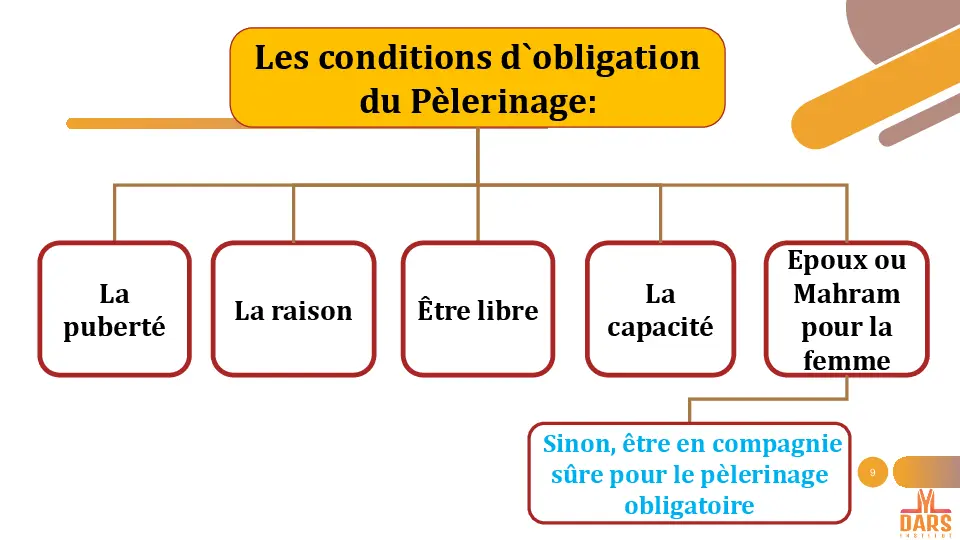 Les conditions d`obligation
du Pèlerinage:
La
puberté
La raison
Être libre
La
capacité
Epoux ou
Mahram
pour la
femme
Sinon, être en compagnie
sûre pour le pèlerinage
obligatoire
9
DARS
INSTITUT